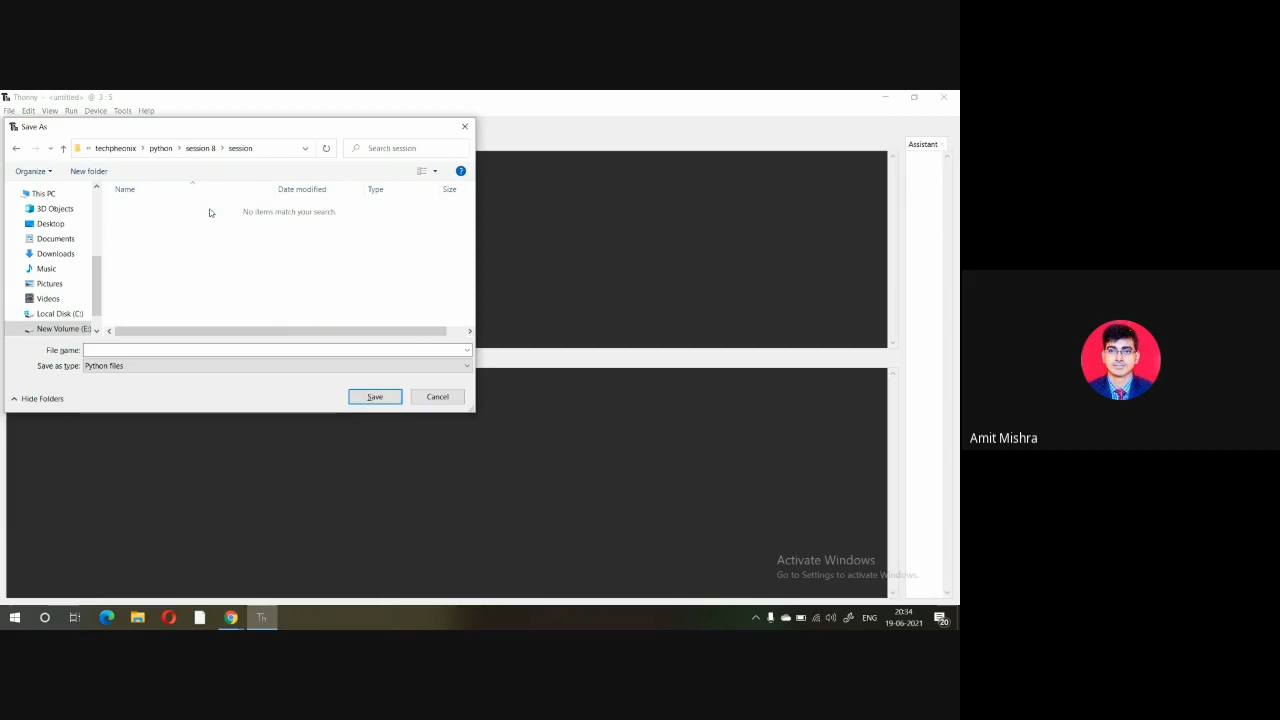 Thonny - <untitled> @ 3 : 5
File Edit View Run Device Tools Help
Save As
techpheonix python session 8 session
Search session
Organize New folder
Name Date modified Type Size
No items match your search.
This PC
3D Objects
Desktop
Documents
Downloads
Music
Pictures
Videos
Local Disk (C:)
New Volume (E:)
File name:
Save as type: Python files
Hide Folders
Save Cancel
Assistant
Amit Mishra
Activate Windows
Go to Settings to activate Windows.
Th
ENG
20:34
19-06-2021
20